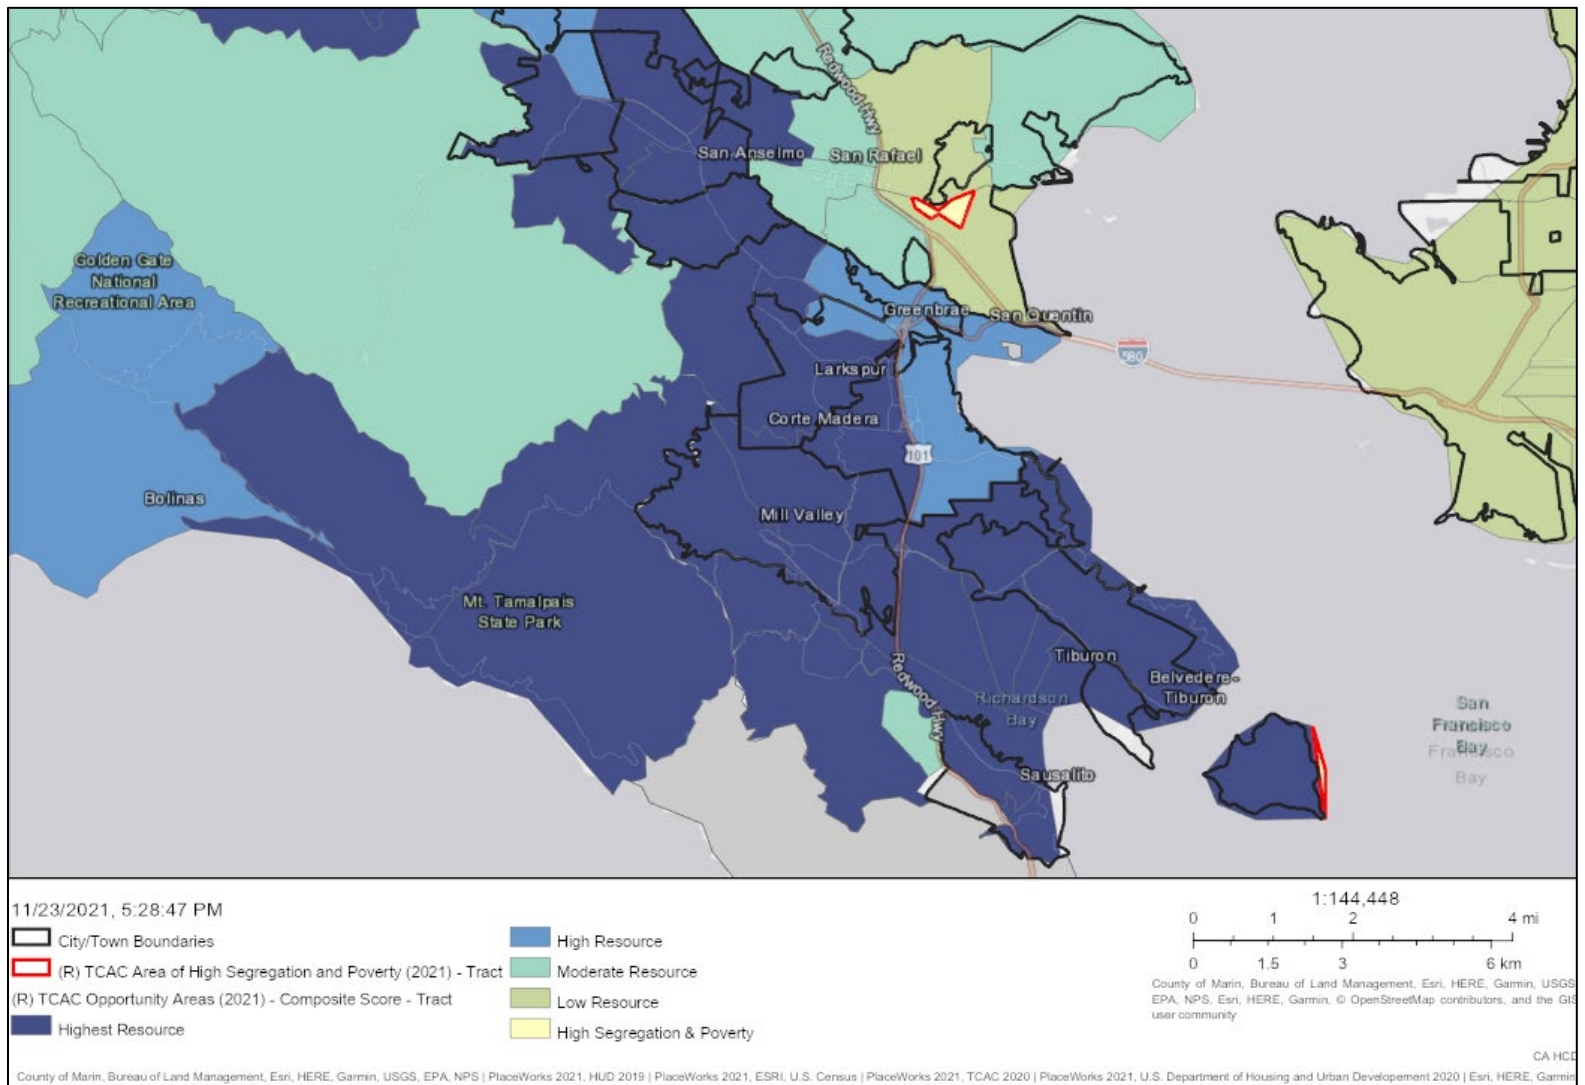 Redwood Hwy
San Anselmo
San Rafael
Golden Gate
National
Recreational Area
Greenbrae
San Quentin
580
Larkspur
Corte Madera
101
Bolinas
Mill Valley
Mt. Tamalpais
State Park
Redwood Hwy
Tiburon
Belvedere-
Tiburon
Richardson
Bay
San
Francisco
Bay
Francisco
Bay
Sausalito
11/23/2021, 5:28:47 PM
City/Town Boundaries
(R) TCAC Area of High Segregation and Poverty (2021) - Tract
(R) TCAC Opportunity Areas (2021) - Composite Score - Tract
Highest Resource
High Resource
Moderate Resource
Low Resource
High Segregation & Poverty
1:144,448
0 1 2 4 mi
0 1.5 3 6 km
County of Marin, Bureau of Land Management, Esri, HERE, Garmin, USGS,
EPA, NPS, Esri, HERE, Garmin, © OpenStreetMap contributors, and the GIS
user community
CA HCD
County of Marin, Bureau of Land Management, Esri, HERE, Garmin, USGS, EPA, NPS | PlaceWorks 2021, HUD 2019 | PlaceWorks 2021, ESRI, U.S. Census | PlaceWorks 2021, TCAC 2020 | PlaceWorks 2021, U.S. Department of Housing and Urban Developement 2020 | Esri, HERE, Garmin